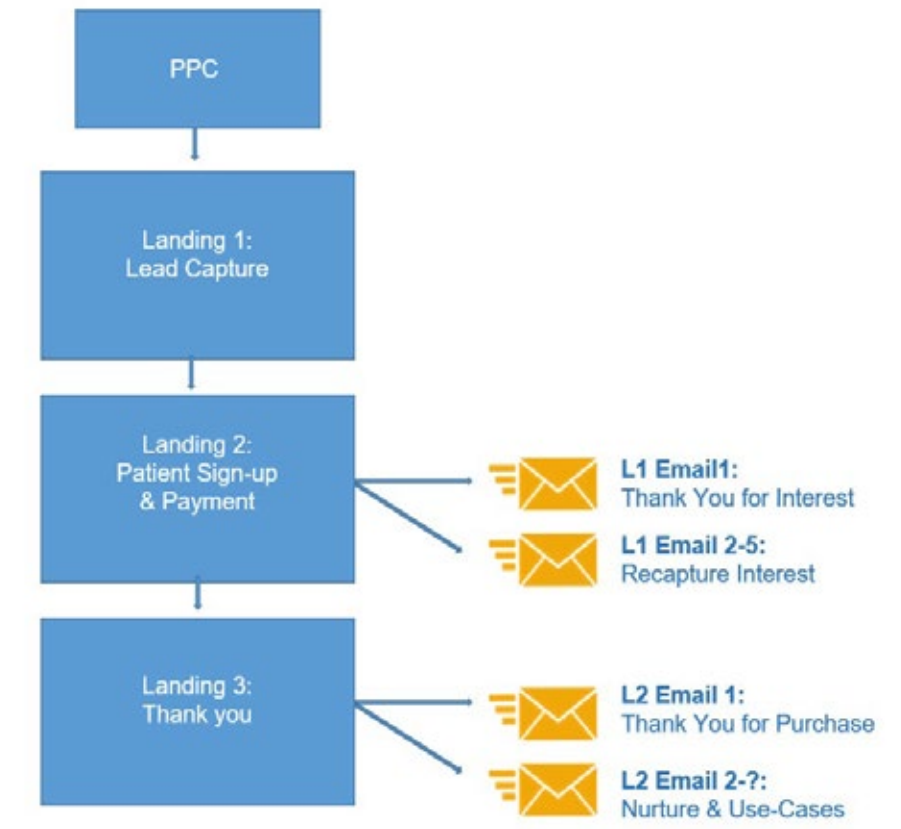 PPC
Landing 1:
Lead Capture
Landing 2:
Patient Sign-up
& Payment
L1 Email1:
Thank You for Interest
L1 Email 2-5:
Recapture Interest
Landing 3:
Thank you
L2 Email 1:
Thank You for Purchase
L2 Email 2-?:
Nurture & Use-Cases